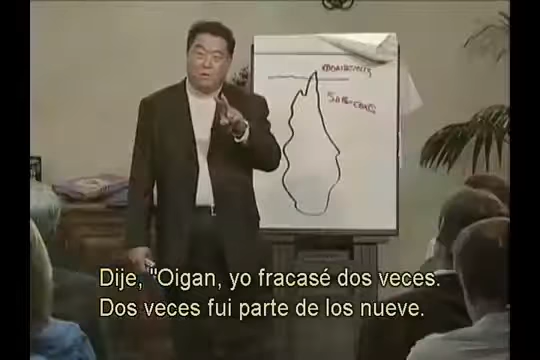 Dije, "Oigan, yo fracasé dos veces.
Dos veces fui parte de los nueve.